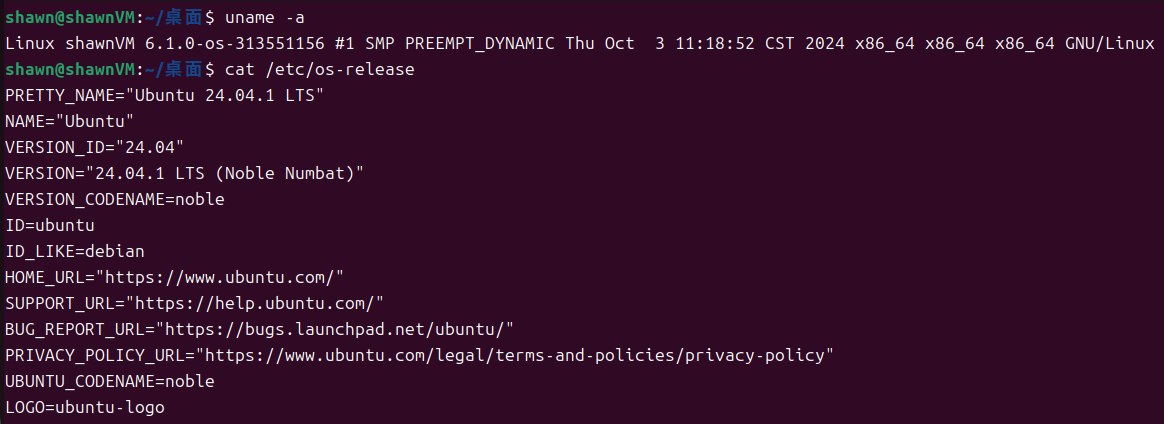 shawn@shawnVM:~/桌面$ uname -a
Linux shawnVM 6.1.0-os-313551156 #1 SMP PREEMPT_DYNAMIC Thu Oct  3 11:18:52 CST 2024 x86_64 x86_64 x86_64 GNU/Linux
shawn@shawnVM:~/桌面$ cat /etc/os-release
PRETTY_NAME="Ubuntu 24.04.1 LTS"
NAME="Ubuntu"
VERSION_ID="24.04"
VERSION="24.04.1 LTS (Noble Numbat)"
VERSION_CODENAME=noble
ID=ubuntu
ID_LIKE=debian
HOME_URL="https://www.ubuntu.com/"
SUPPORT_URL="https://help.ubuntu.com/"
BUG_REPORT_URL="https://bugs.launchpad.net/ubuntu/"
PRIVACY_POLICY_URL="https://www.ubuntu.com/legal/terms-and-policies/privacy-policy"
UBUNTU_CODENAME=noble
LOGO=ubuntu-logo